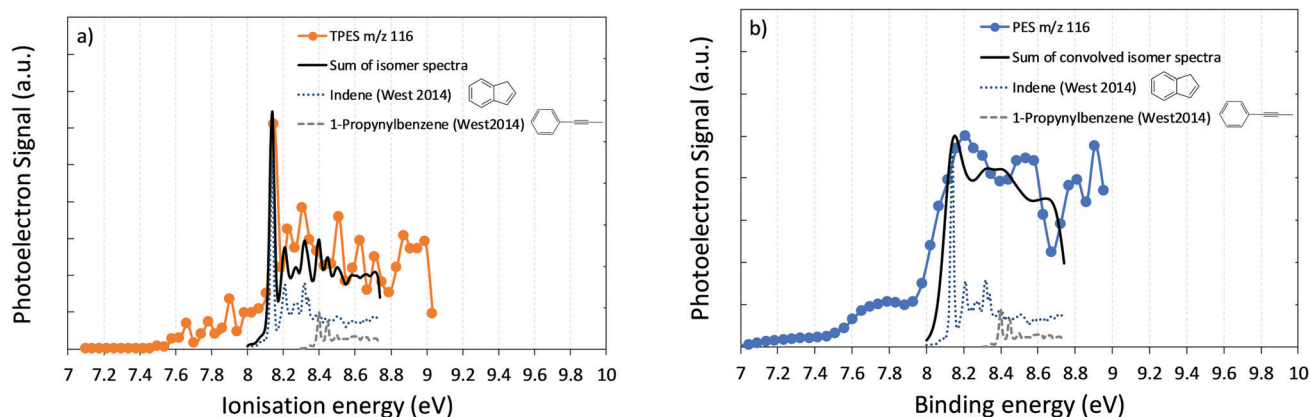 a)
TPES m/z 116
Sum of isomer spectra
Indene (West 2014)
1-Propynylbenzene (West2014)
Photoelectron Signal (a.u.)
7 7.2 7.4 7.6 7.8 8 8.2 8.4 8.6 8.8 9 9.2 9.4 9.6 9.8 10
Ionisation energy (eV)
b)
PES m/z 116
Sum of convolved isomer spectra
Indene (West 2014)
1-Propynylbenzene (West2014)
Photoelectron Signal (a.u.)
7 7.2 7.4 7.6 7.8 8 8.2 8.4 8.6 8.8 9 9.2 9.4 9.6 9.8 10
Binding energy (eV)